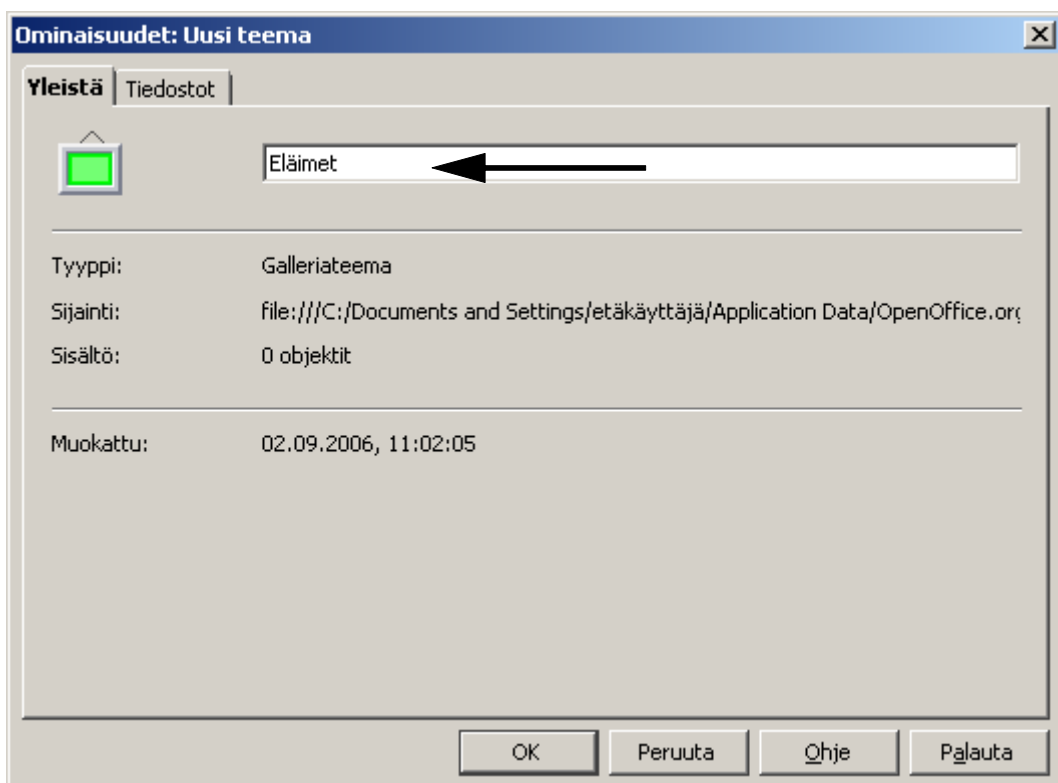 Ominaisuudet: Uusi teema
Yleistä Tiedostot
Eläimet
Tyyppi: Galleriateema
Sijainti: file:///C:/Documents and Settings/etäkäyttäjä/Application Data/OpenOffice.org
Sisältö: 0 objektit
Muokattu: 02.09.2006, 11:02:05
OK Peruuta Ohje Palauta